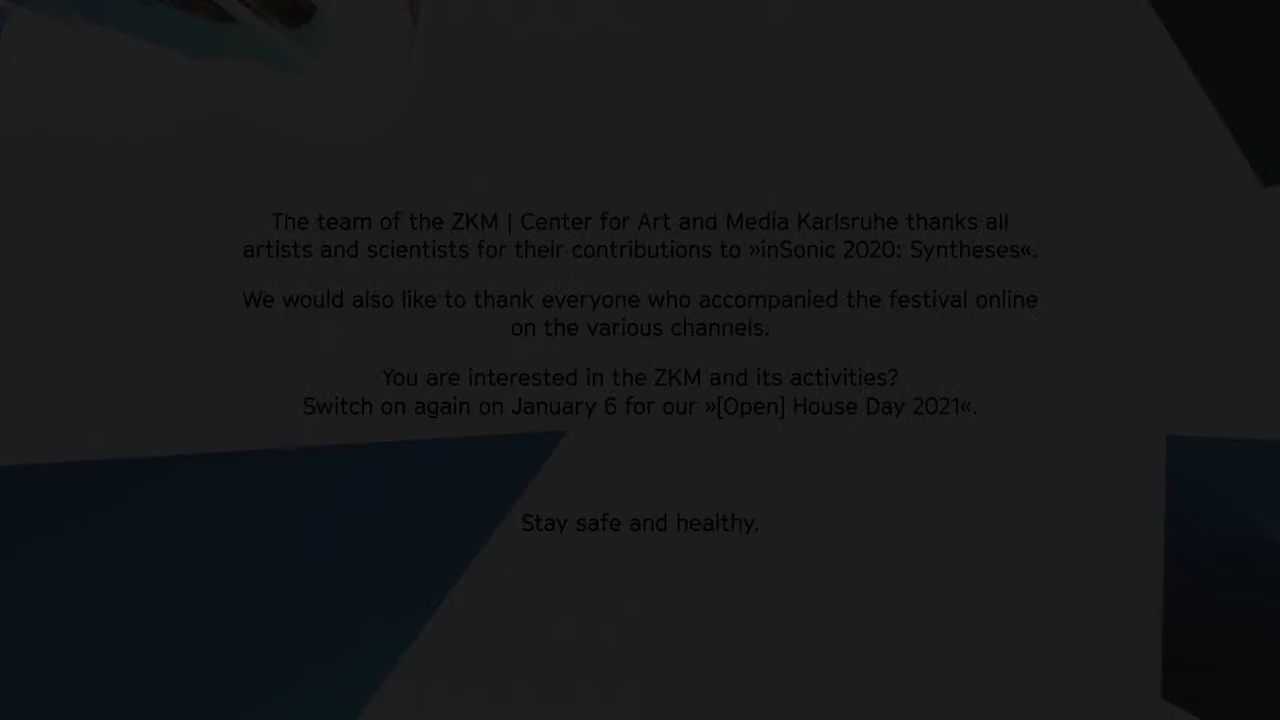 The team of the ZKM | Center for Art and Media Karlsruhe thanks all
artists and scientists for their contributions to »inSonic 2020: Syntheses«.
We would also like to thank everyone who accompanied the festival online
on the various channels.
You are interested in the ZKM and its activities?
Switch on again on January 6 for our »[Open] House Day 2021«.
Stay safe and healthy.